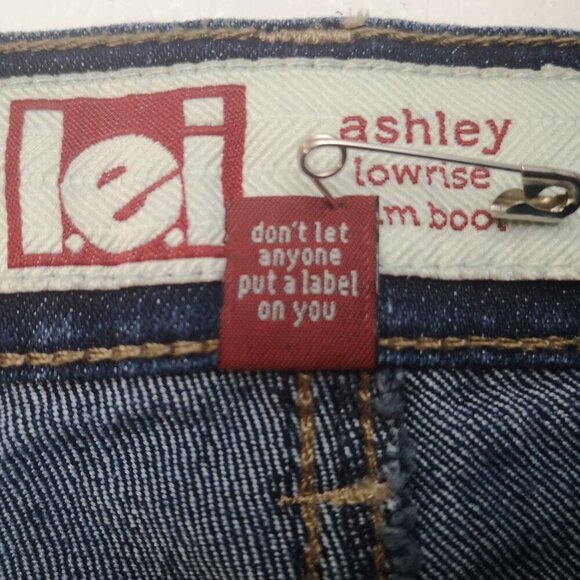 l.e.i
ashley
lowrise
don't let
anyone
put a label
on you